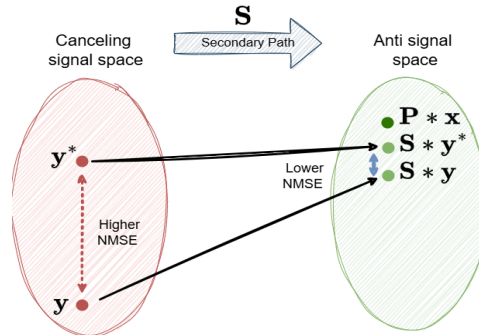 S
Secondary Path
Canceling
signal space
Anti signal
space
P ∗ x
y*
S ∗ y*
Lower
NMSE
S ∗ y
Higher
NMSE
y